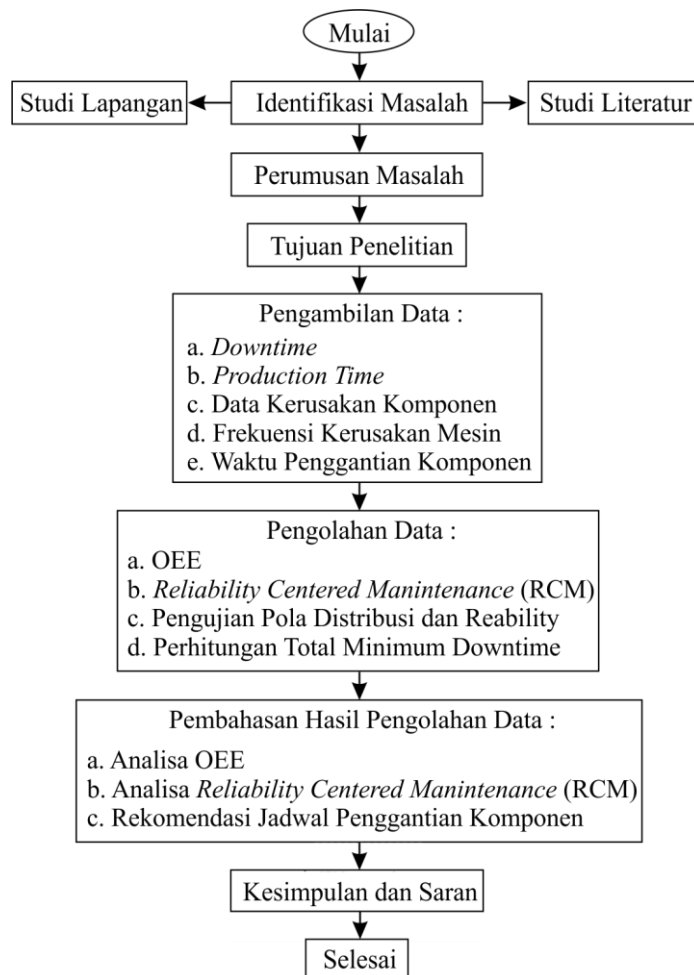 Mulai
Studi Lapangan
Identifikasi Masalah
Studi Literatur
Perumusan Masalah
Tujuan Penelitian
Pengambilan Data :
a. Downtime
b. Production Time
c. Data Kerusakan Komponen
d. Frekuensi Kerusakan Mesin
e. Waktu Penggantian Komponen
Pengolahan Data :
a. OEE
b. Reliability Centered Manintenance (RCM)
c. Pengujian Pola Distribusi dan Reability
d. Perhitungan Total Minimum Downtime
Pembahasan Hasil Pengolahan Data :
a. Analisa OEE
b. Analisa Reliability Centered Manintenance (RCM)
c. Rekomendasi Jadwal Penggantian Komponen
Kesimpulan dan Saran
Selesai